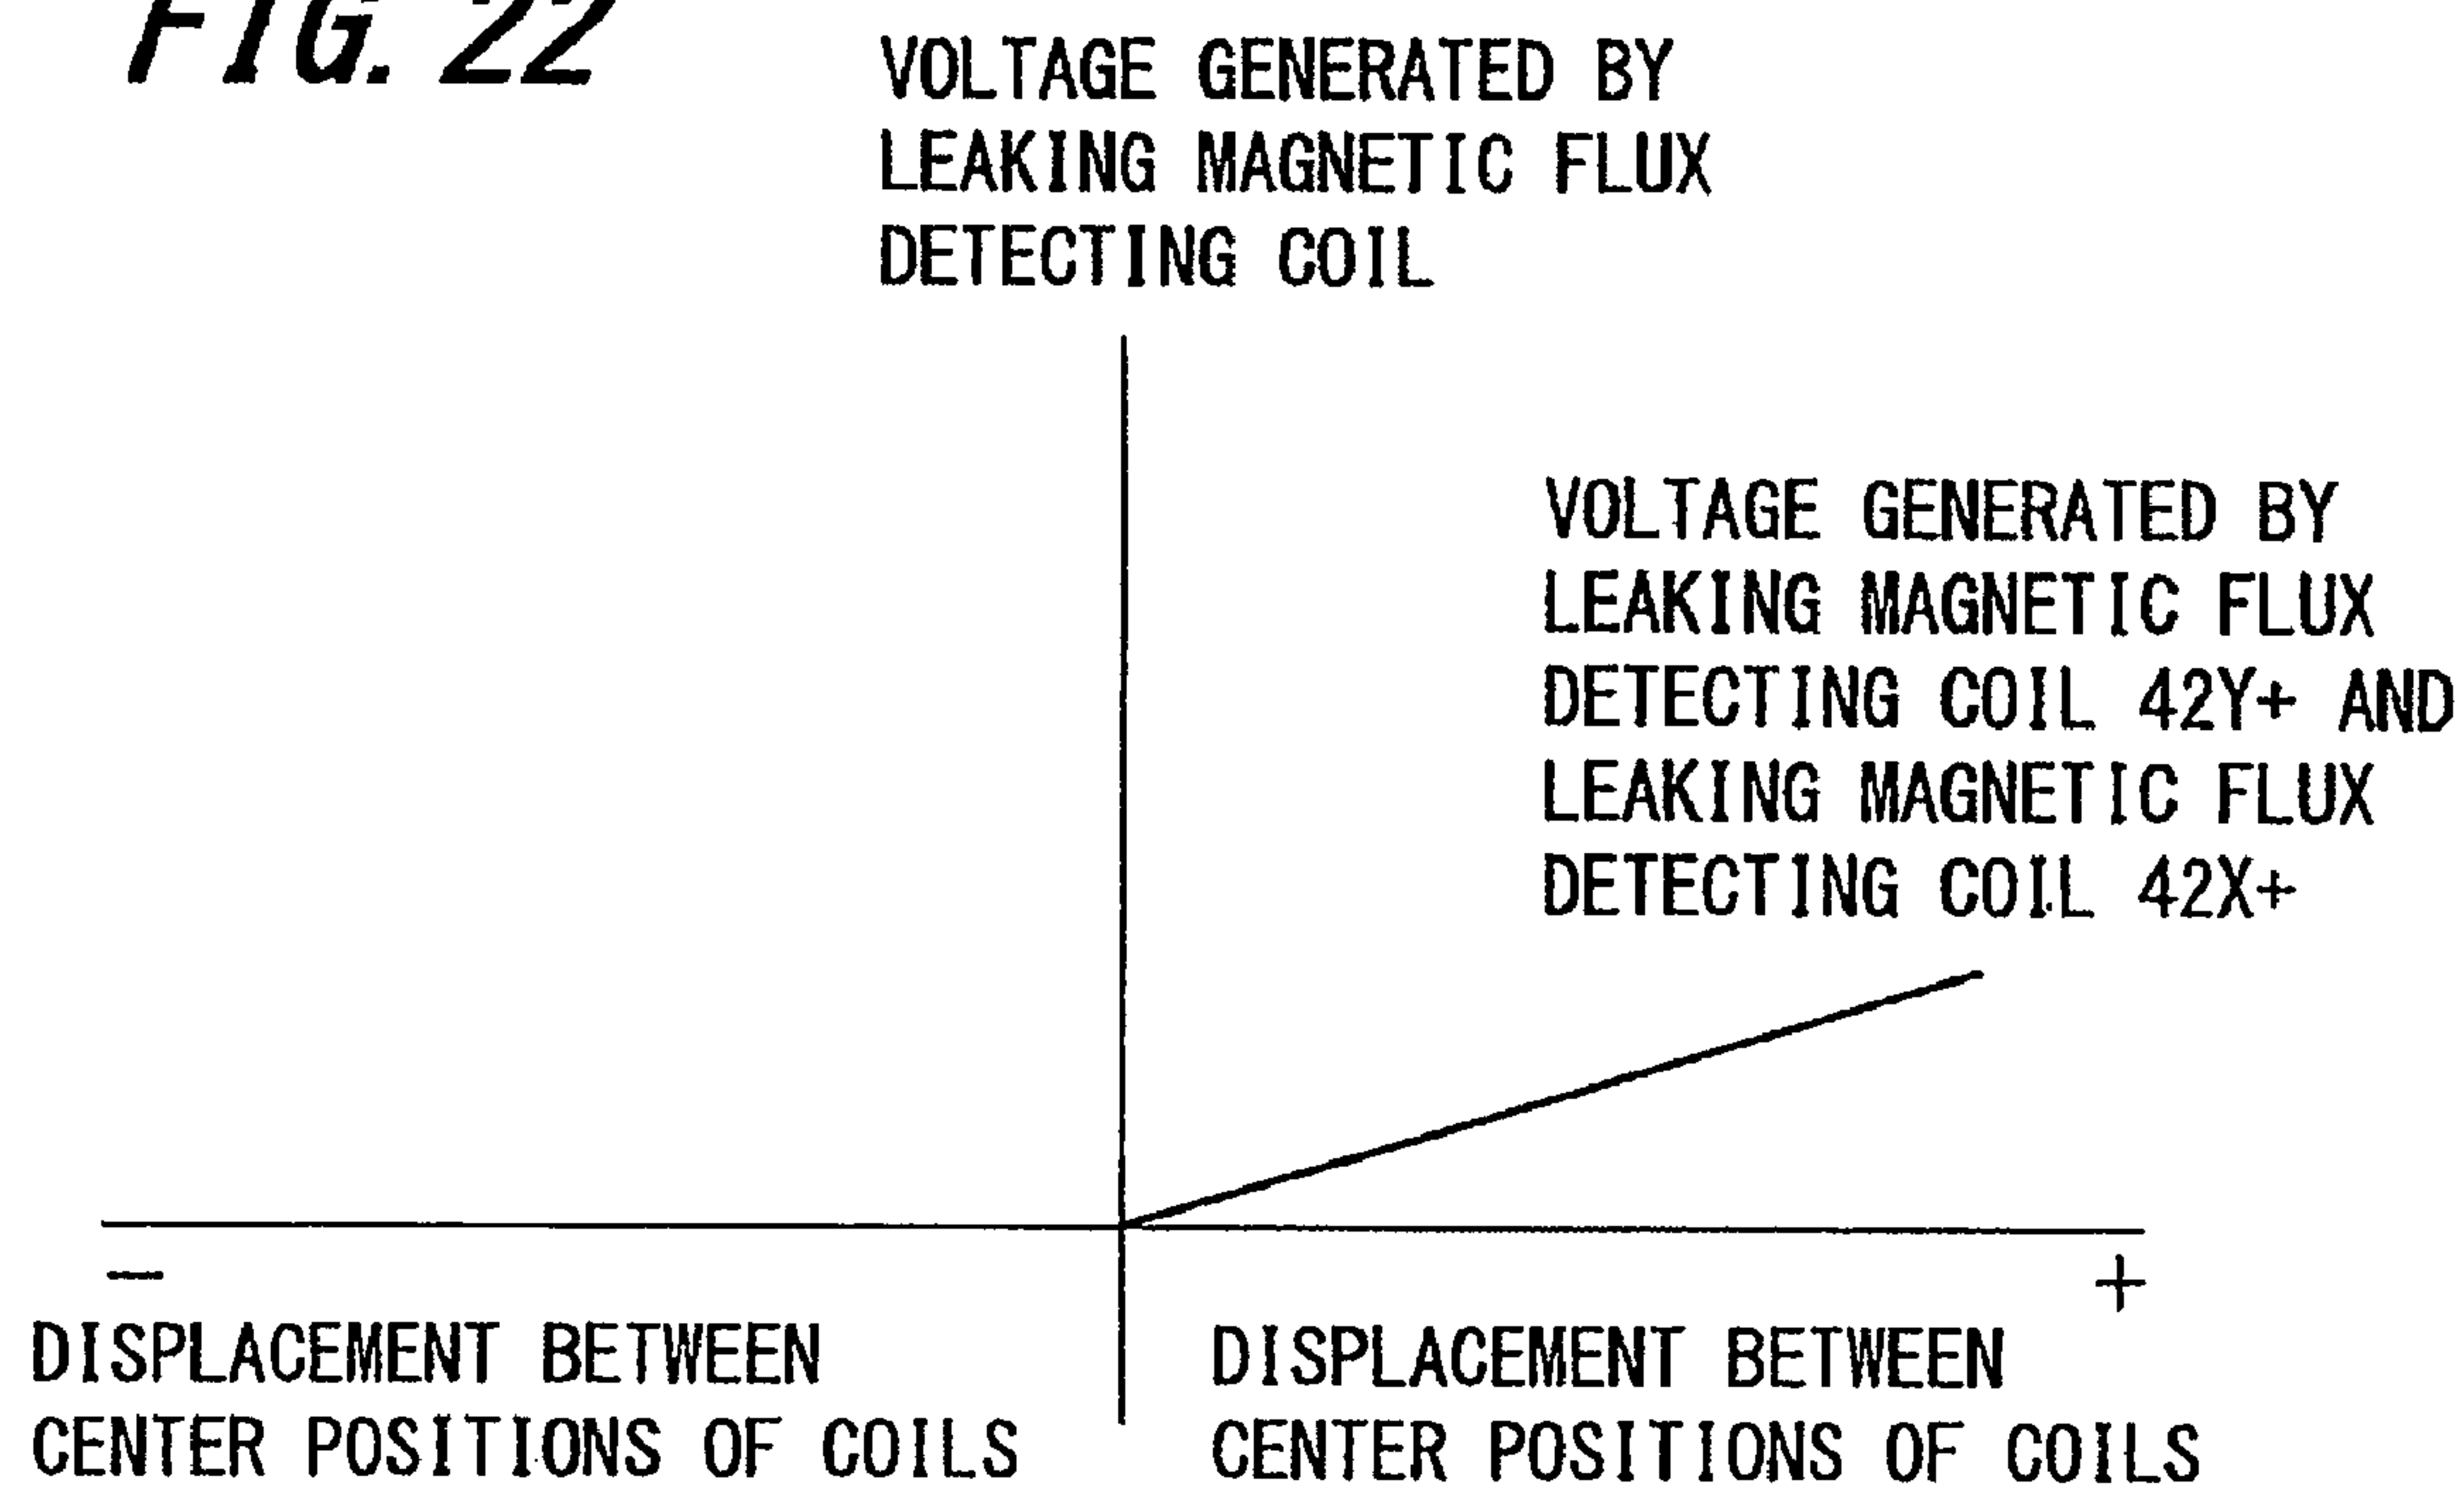 FIG. 22
VOLTAGE GENERATED BY
LEAKING MAGNETIC FLUX
DETECTING COIL
VOLTAGE GENERATED BY
LEAKING MAGNETIC FLUX
DETECTING COIL 42Y+ AND
LEAKING MAGNETIC FLUX
DETECTING COIL 42X+
−
+
DISPLACEMENT BETWEEN
CENTER POSITIONS OF COILS
DISPLACEMENT BETWEEN
CENTER POSITIONS OF COILS